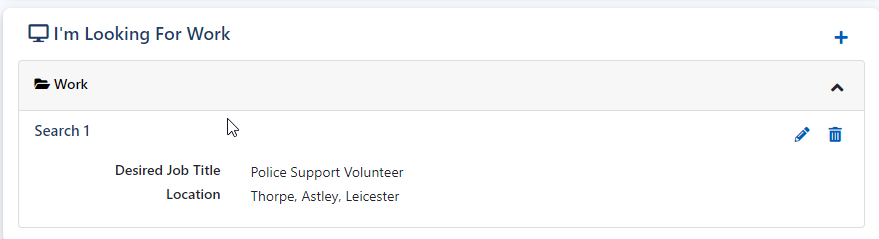 I'm Looking For Work
Work
Search 1
Desired Job Title Police Support Volunteer
Location Thorpe, Astley, Leicester